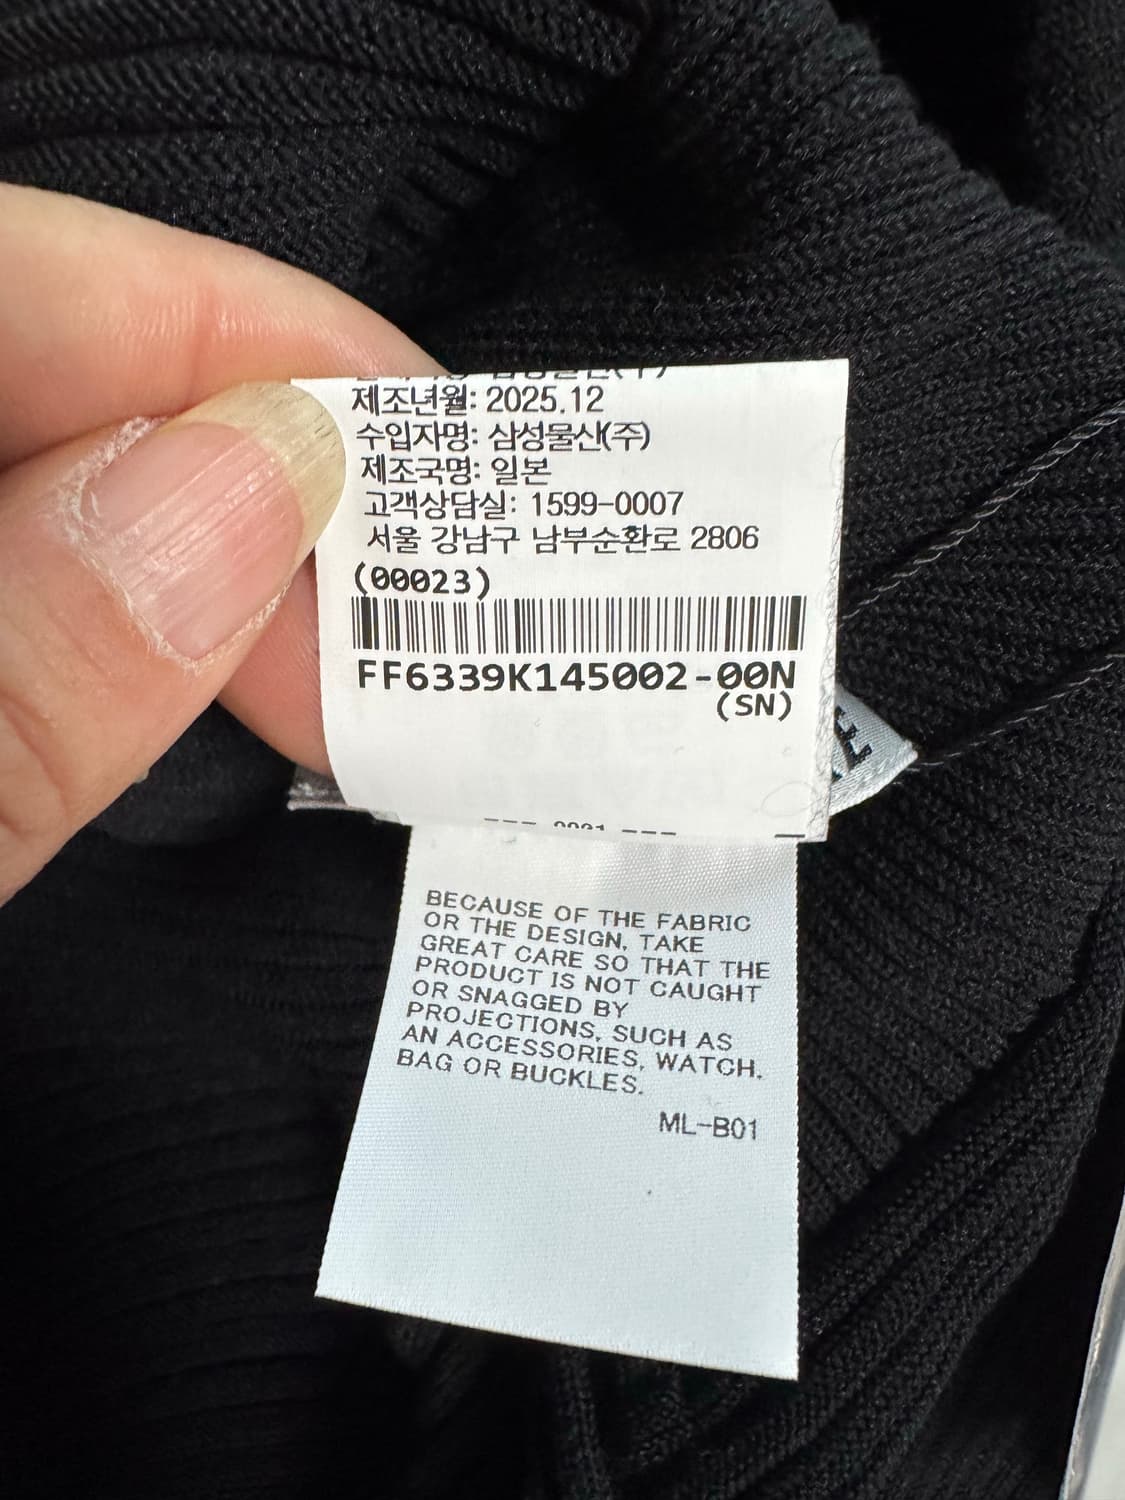 제조년월: 2025.12
수입자명: 삼성물산(주)
제조국명: 일본
고객상담실: 1599-0007
서울 강남구 남부순환로 2806
(00023)
FF6339K145002-00N
(SN)
--- 0001 ---
BECAUSE OF THE FABRIC
OR THE DESIGN, TAKE
GREAT CARE SO THAT THE
PRODUCT IS NOT CAUGHT
OR SNAGGED BY
PROJECTIONS, SUCH AS
AN ACCESSORIES, WATCH,
BAG OR BUCKLES.
ML-B01